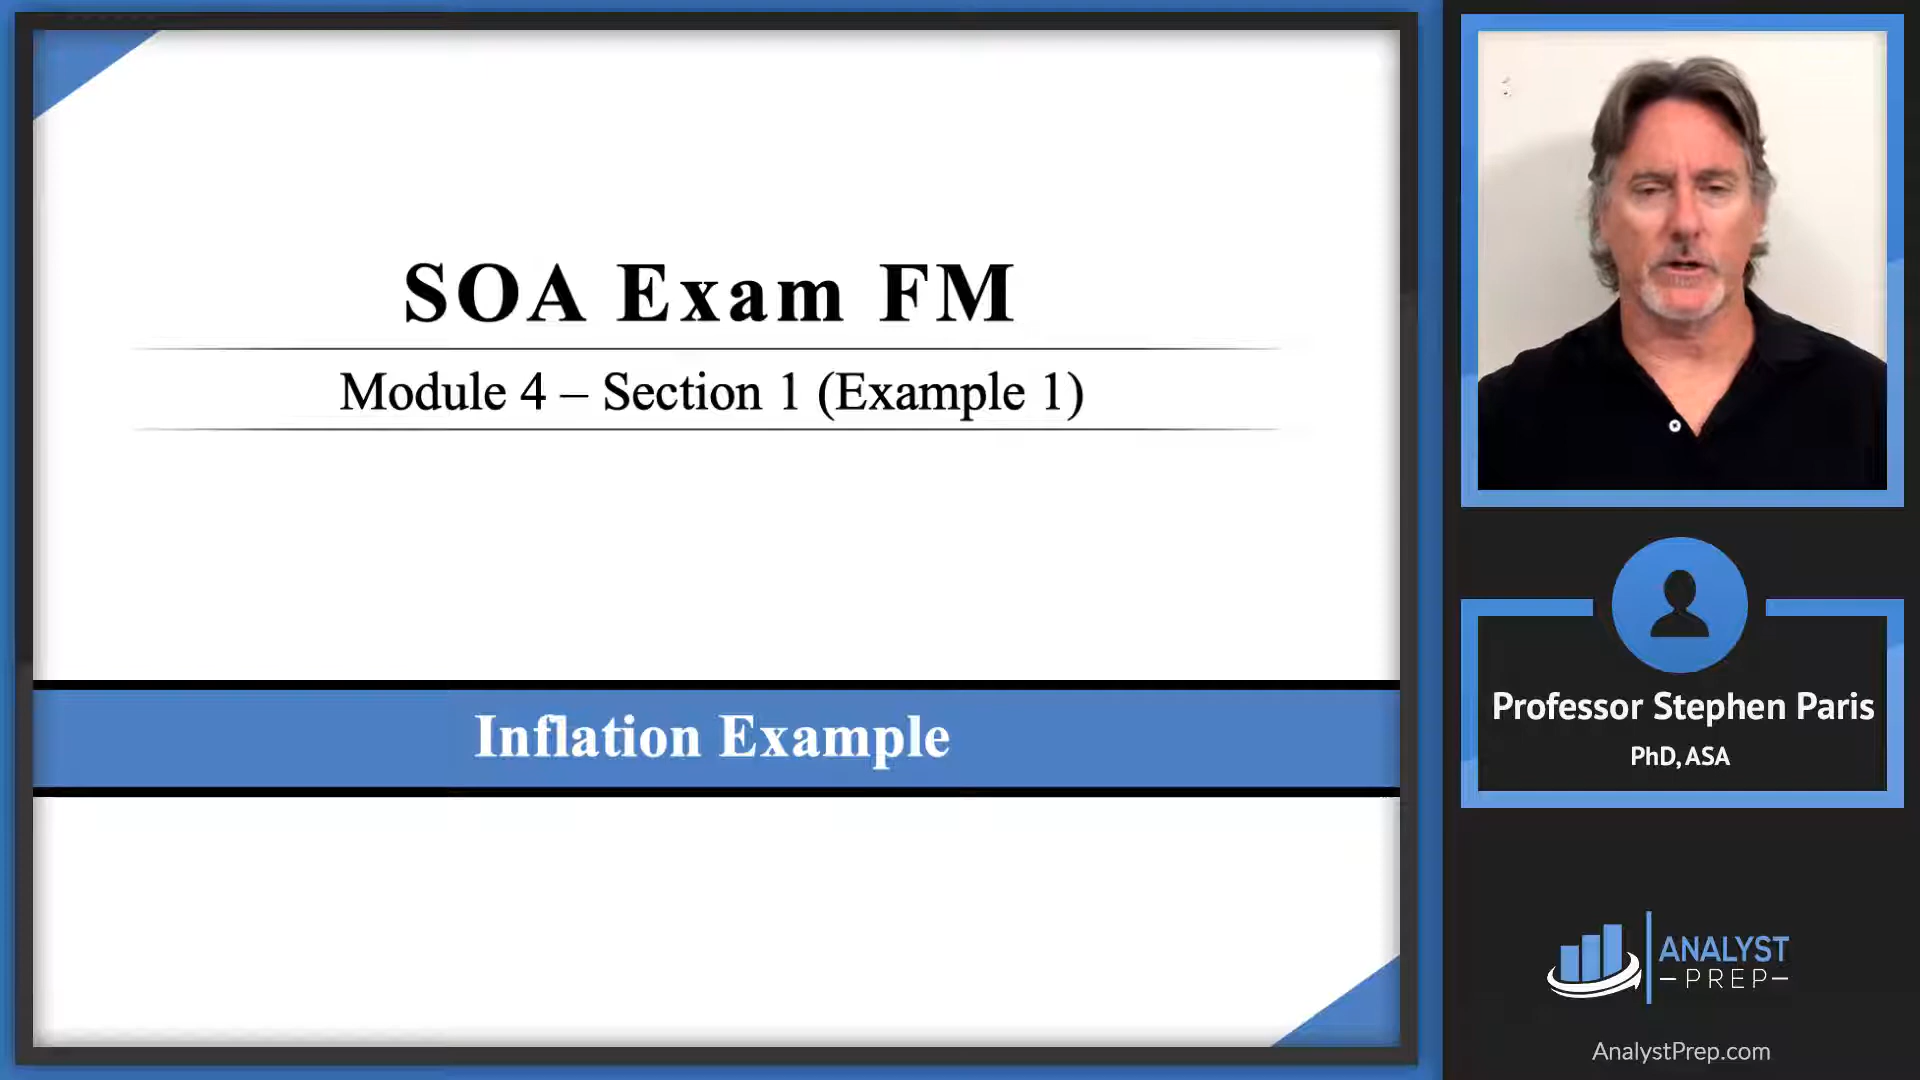 SOA Exam FM
Module 4 – Section 1 (Example 1)
Inflation Example
Professor Stephen Paris
PhD, ASA
ANALYST
PREP
AnalystPrep.com